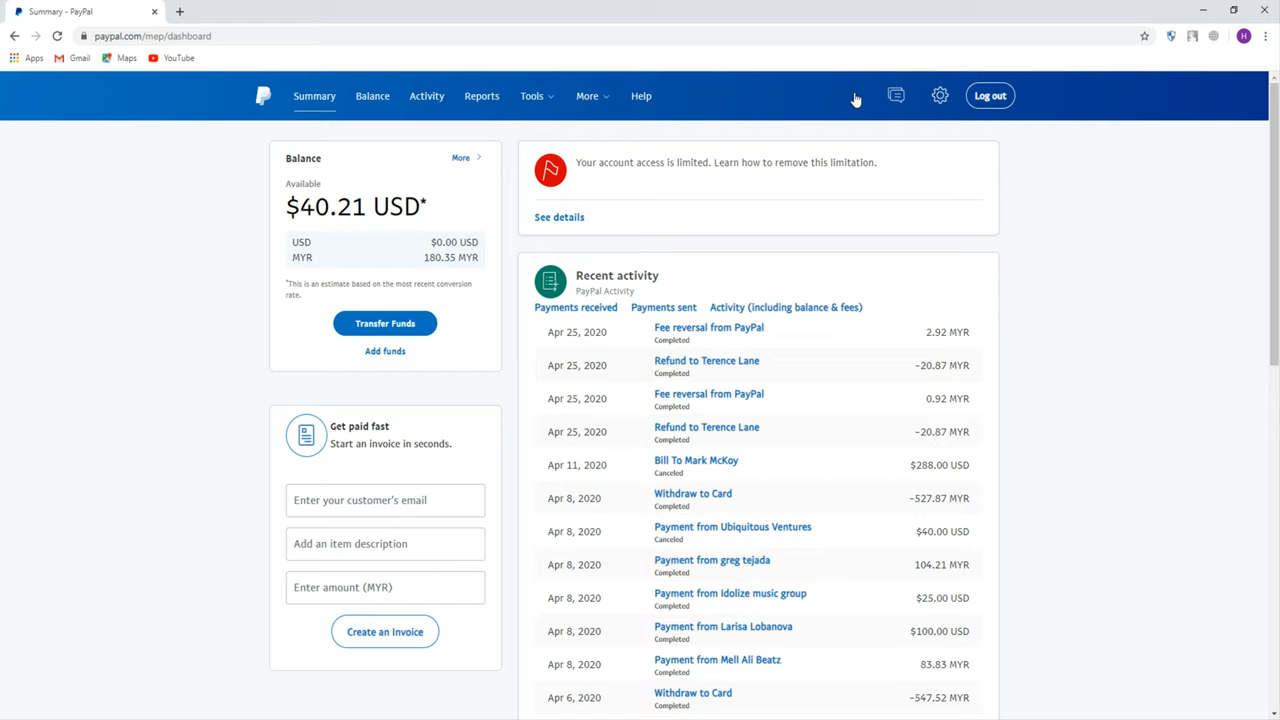 Summary - PayPal
paypal.com/mep/dashboard
H
Apps Gmail Maps YouTube
Summary Balance Activity Reports Tools More Help Log out
Balance More
Available
$40.21 USD*
USD $0.00 USD
MYR 180.35 MYR
*This is an estimate based on the most recent conversion
rate.
Transfer Funds
Add funds
Get paid fast
Start an invoice in seconds.
Enter your customer's email
Add an item description
Enter amount (MYR)
Create an Invoice
Your account access is limited. Learn how to remove this limitation.
See details
Recent activity
PayPal Activity
Payments received Payments sent Activity (including balance & fees)
Apr 25, 2020 Fee reversal from PayPal 2.92 MYR
Completed
Apr 25, 2020 Refund to Terence Lane -20.87 MYR
Completed
Apr 25, 2020 Fee reversal from PayPal 0.92 MYR
Completed
Apr 25, 2020 Refund to Terence Lane -20.87 MYR
Completed
Apr 11, 2020 Bill To Mark McKoy $288.00 USD
Canceled
Apr 8, 2020 Withdraw to Card -527.87 MYR
Completed
Apr 8, 2020 Payment from Ubiquitous Ventures $40.00 USD
Canceled
Apr 8, 2020 Payment from greg tejada 104.21 MYR
Completed
Apr 8, 2020 Payment from Idolize music group $25.00 USD
Completed
Apr 8, 2020 Payment from Larisa Lobanova $100.00 USD
Completed
Apr 8, 2020 Payment from Mell Ali Beatz 83.83 MYR
Completed
Apr 6, 2020 Withdraw to Card -547.52 MYR
Completed